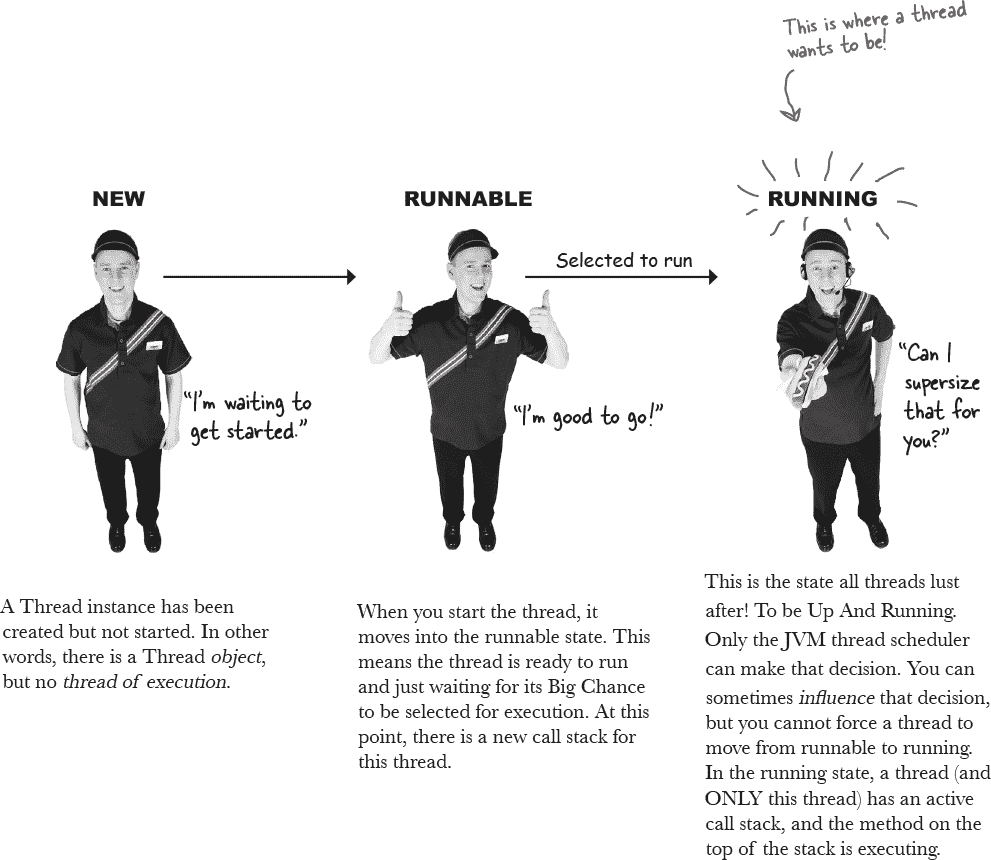 This is where a thread
wants to be!
NEW
RUNNABLE
RUNNING
Selected to run
“I’m waiting to
get started.”
“I’m good to go!”
“Can I
supersize
that for
you?”
A Thread instance has been
created but not started. In other
words, there is a Thread object,
but no thread of execution.
When you start the thread, it
moves into the runnable state. This
means the thread is ready to run
and just waiting for its Big Chance
to be selected for execution. At this
point, there is a new call stack for
this thread.
This is the state all threads lust
after! To be Up And Running.
Only the JVM thread scheduler
can make that decision. You can
sometimes influence that decision,
but you cannot force a thread to
move from runnable to running.
In the running state, a thread (and
ONLY this thread) has an active
call stack, and the method on the
top of the stack is executing.